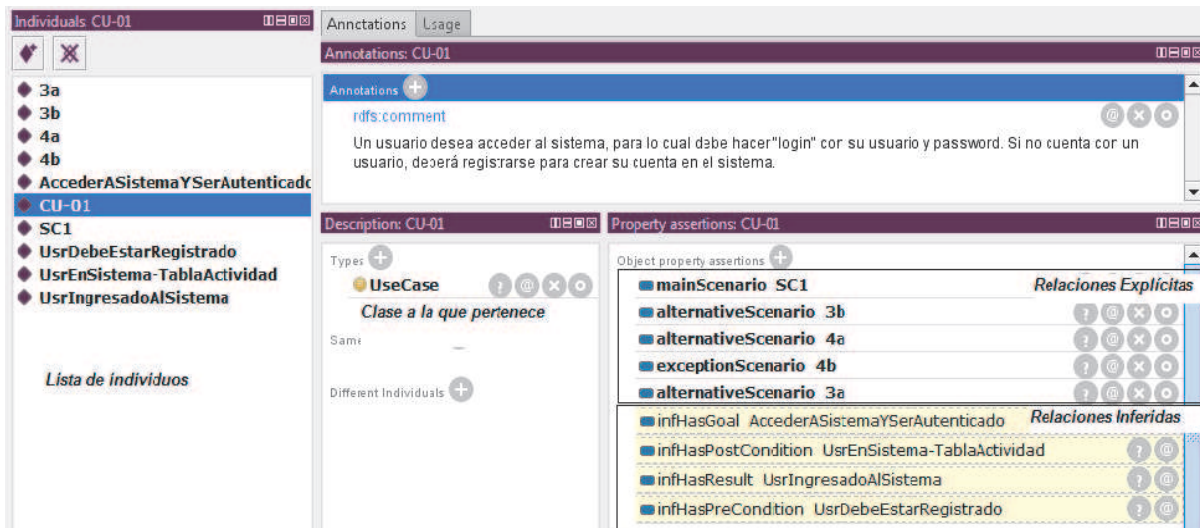 Individuals: CU-01
3a
3b
4a
4b
AccederASistemaYSerAutenticado
CU-01
SC1
UsrDebeEstarRegistrado
UsrEnSistema-TablaActividad
UsrIngresadoAlSistema
Lista de individuos
Annctations Usage
Annotations: CU-01
Annotations
rdfs:comment
Un usuario desea acceder al sistema, para lo cual debe hacer"login" cor su usuario y password. Si no cuenta cor un
usuario, deberá registrarse para crear su cuenta en el sistema.
Description: CU-01
Types
UseCase
Clase a la que pertenece
Same
Different Individuals
Property assertions: CU-01
Object property assertions
mainScenario SC1
Relaciones Explícitas
alternativeScenario 3b
alternativeScenario 4a
exceptionScenario 4b
alternativeScenario 3a
infHasGoal AccederASistemaYSerAutenticado
Relaciones Inferidas
infHasPostCondition UsrEnSistema-TablaActividad
infHasResult UsrIngresadoAlSistema
infHasPreCondition UsrDebeEstarRegistrado